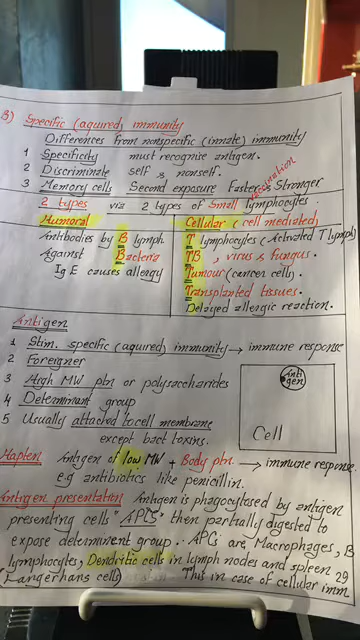 B) Specific (aquired) immunity
Differences from nonspecific (innate) immunity
1 Specificity must recognise antigen.
2 Discriminate self & nonself.
3 Memory cells Second exposure Faster & Stronger
vaccination
2 types via 2 types of Small lymphocytes
Humoral
Antibodies by B lymph
Against Bacteria
Ig E causes allergy
Cellular (cell mediated)
T lymphocytes (Activated T lymph)
TB, virus & fungus.
Tumour (cancer cells).
Transplanted tissues.
Delayed allergic reaction.
Antigen
1 Stim. specific (aquired) immunity → immune response
2 Foreigner
3 High MW ptn or polysaccharides
4 Determinant group
5 Usually attached to cell membrane
except bact toxins.
Anti
gen
Cell
Hapten Antigen of low MW + Body ptn. → immune response.
e.g antibiotics like penicillin.
Antigen presentation Antigen is phagocytosed by antigen
presenting cells "APCs" then partially digested to
expose determinant group. APCs are, Macrophages, B
lymphocytes, Dendritic cells in lymph nodes and spleen 29
Langerhans cells This in case of cellular imm